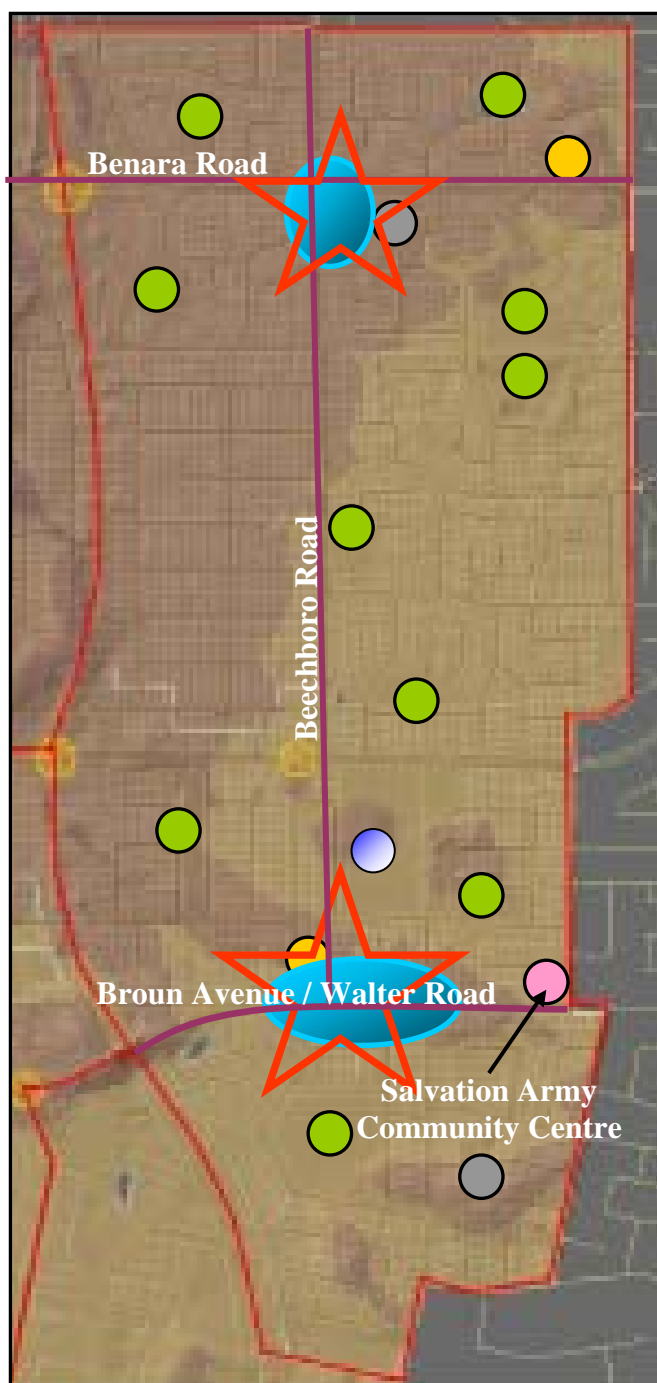 Benara Road
Beechboro Road
Broun Avenue / Walter Road
Salvation Army
Community Centre